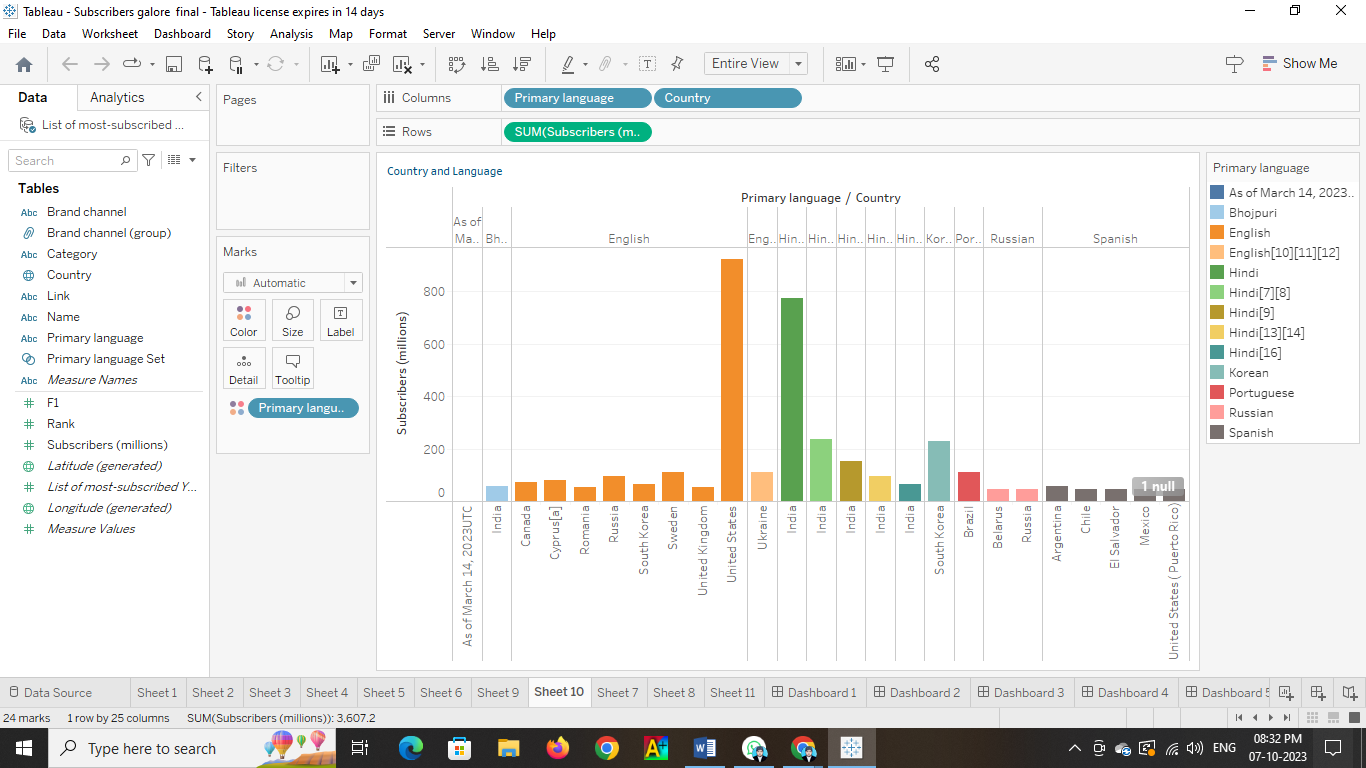 Tableau - Subscribers galore  final - Tableau license expires in 14 days
File Data Worksheet Dashboard Story Analysis Map Format Server Window Help
Entire View Show Me
Data Analytics
List of most-subscribed ...
Search
Tables
Abc Brand channel
Brand channel (group)
Abc Category
Country
Abc Link
Abc Name
Abc Primary language
Primary language Set
Abc Measure Names
F1
Rank
Subscribers (millions)
Latitude (generated)
List of most-subscribed Y...
Longitude (generated)
Measure Values
Pages
Filters
Marks
Automatic
Color Size Label
Detail Tooltip
Primary langu..
Columns Primary language Country
Rows SUM(Subscribers (m..
Country and Language
Primary language / Country
As of Ma.. Bh.. English Eng.. Hin.. Hin.. Hin.. Hin.. Hin.. Kor.. Por.. Russian Spanish
Subscribers (millions)
800
600
400
200
0
1 null
As of March 14, 2023UTC
India
Canada
Cyprus[a]
Romania
Russia
South Korea
Sweden
United Kingdom
United States
Ukraine
India
India
India
India
India
South Korea
Brazil
Belarus
Russia
Argentina
Chile
El Salvador
Mexico
United States ( Puerto Rico)
Primary language
As of March 14, 2023..
Bhojpuri
English
English[10][11][12]
Hindi
Hindi[7][8]
Hindi[9]
Hindi[13][14]
Hindi[16]
Korean
Portuguese
Russian
Spanish
Data Source Sheet 1 Sheet 2 Sheet 3 Sheet 4 Sheet 5 Sheet 6 Sheet 9 Sheet 10 Sheet 7 Sheet 8 Sheet 11 Dashboard 1 Dashboard 2 Dashboard 3 Dashboard 4 Dashboard 5
24 marks 1 row by 25 columns SUM(Subscribers (millions)): 3,607.2
Type here to search
ENG
08:32 PM
07-10-2023